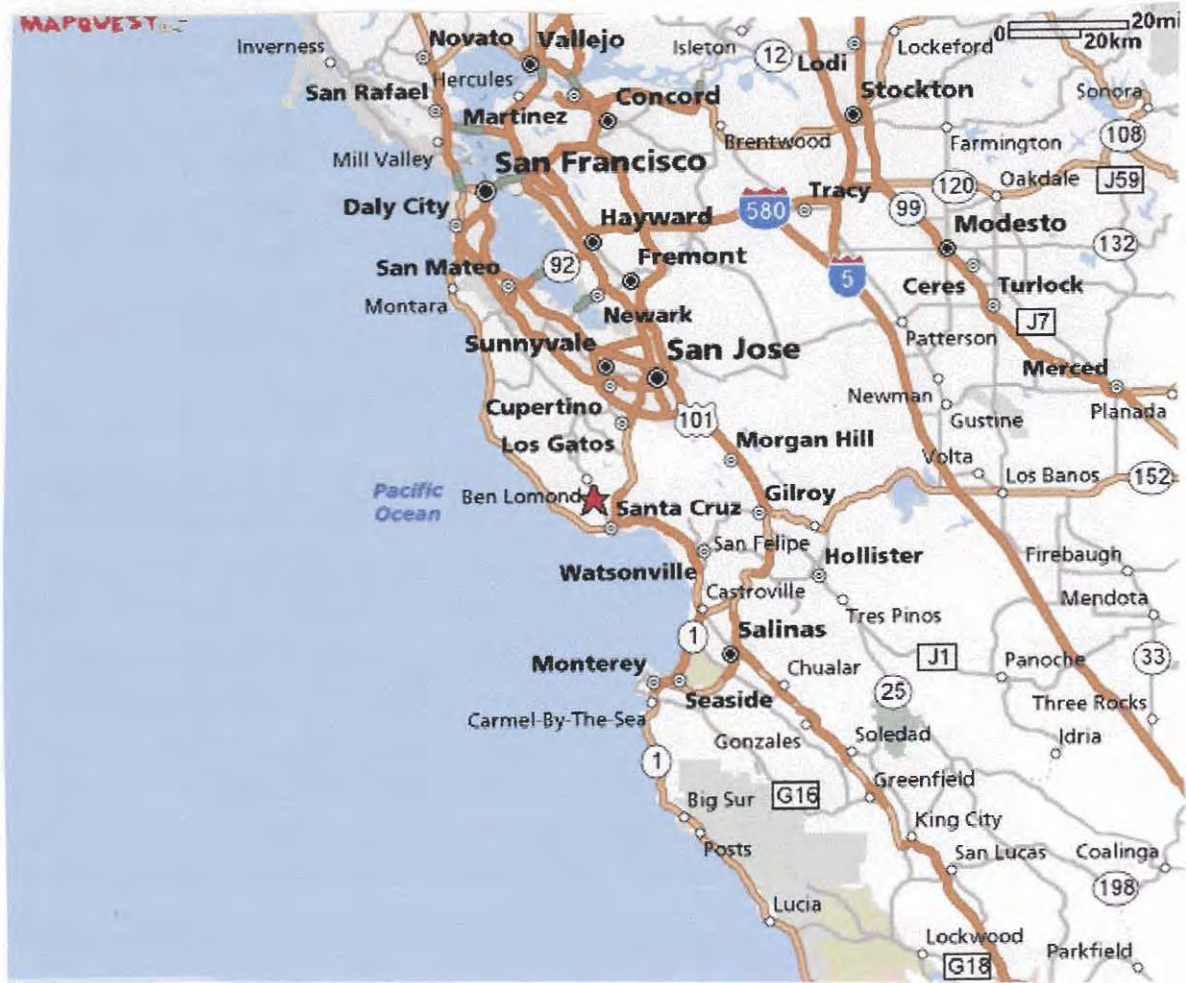 MAPQUEST
20mi
0
20km
Inverness
Novato
Vallejo
Isleton
12
Lodi
Lockeford
Hercules
San Rafael
Concord
Stockton
Sonora
Martinez
Brentwood
Farmington
108
Mill Valley
San Francisco
120
Oakdale
J59
Daly City
Hayward
580
Tracy
99
Modesto
132
San Mateo
92
Fremont
5
Ceres
Turlock
Montara
Newark
Patterson
J7
Sunnyvale
San Jose
Merced
Newman
Planada
Cupertino
101
Gustine
Los Gatos
Morgan Hill
Volta
Los Banos
152
Pacific
Ocean
Ben Lomond
Santa Cruz
Gilroy
San Felipe
Hollister
Firebaugh
Watsonville
Castroville
Tres Pinos
Mendota
1
Salinas
J1
Panoche
33
Monterey
Chualar
25
Seaside
Three Rocks
Carmel-By-The-Sea
Gonzales
Soledad
Idria
1
Greenfield
Big Sur
G16
King City
Posts
San Lucas
Coalinga
198
Lucia
Lockwood
Parkfield
G18